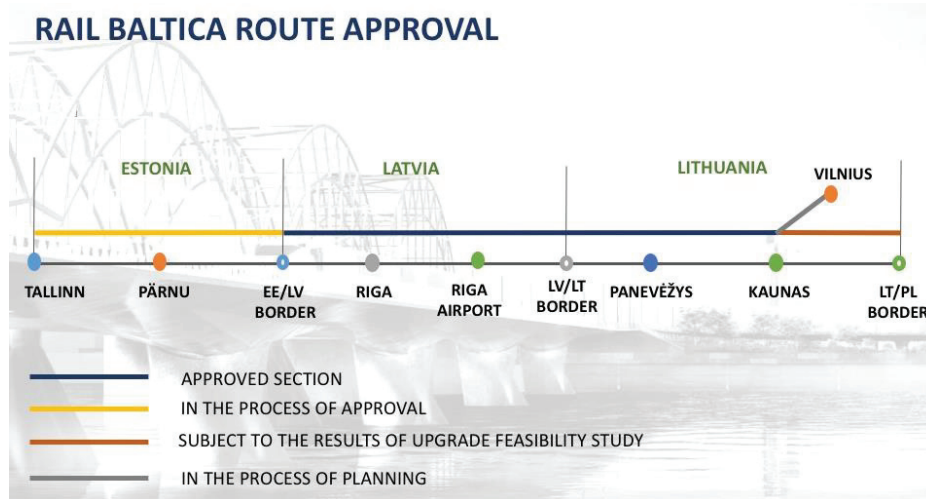 RAIL BALTICA ROUTE APPROVAL
ESTONIA
LATVIA
LITHUANIA
VILNIUS
TALLINN
PÄRNU
EE/LV
BORDER
RIGA
RIGA
AIRPORT
LV/LT
BORDER
PANEVĖŽYS
KAUNAS
LT/PL
BORDER
APPROVED SECTION
IN THE PROCESS OF APPROVAL
SUBJECT TO THE RESULTS OF UPGRADE FEASIBILITY STUDY
IN THE PROCESS OF PLANNING